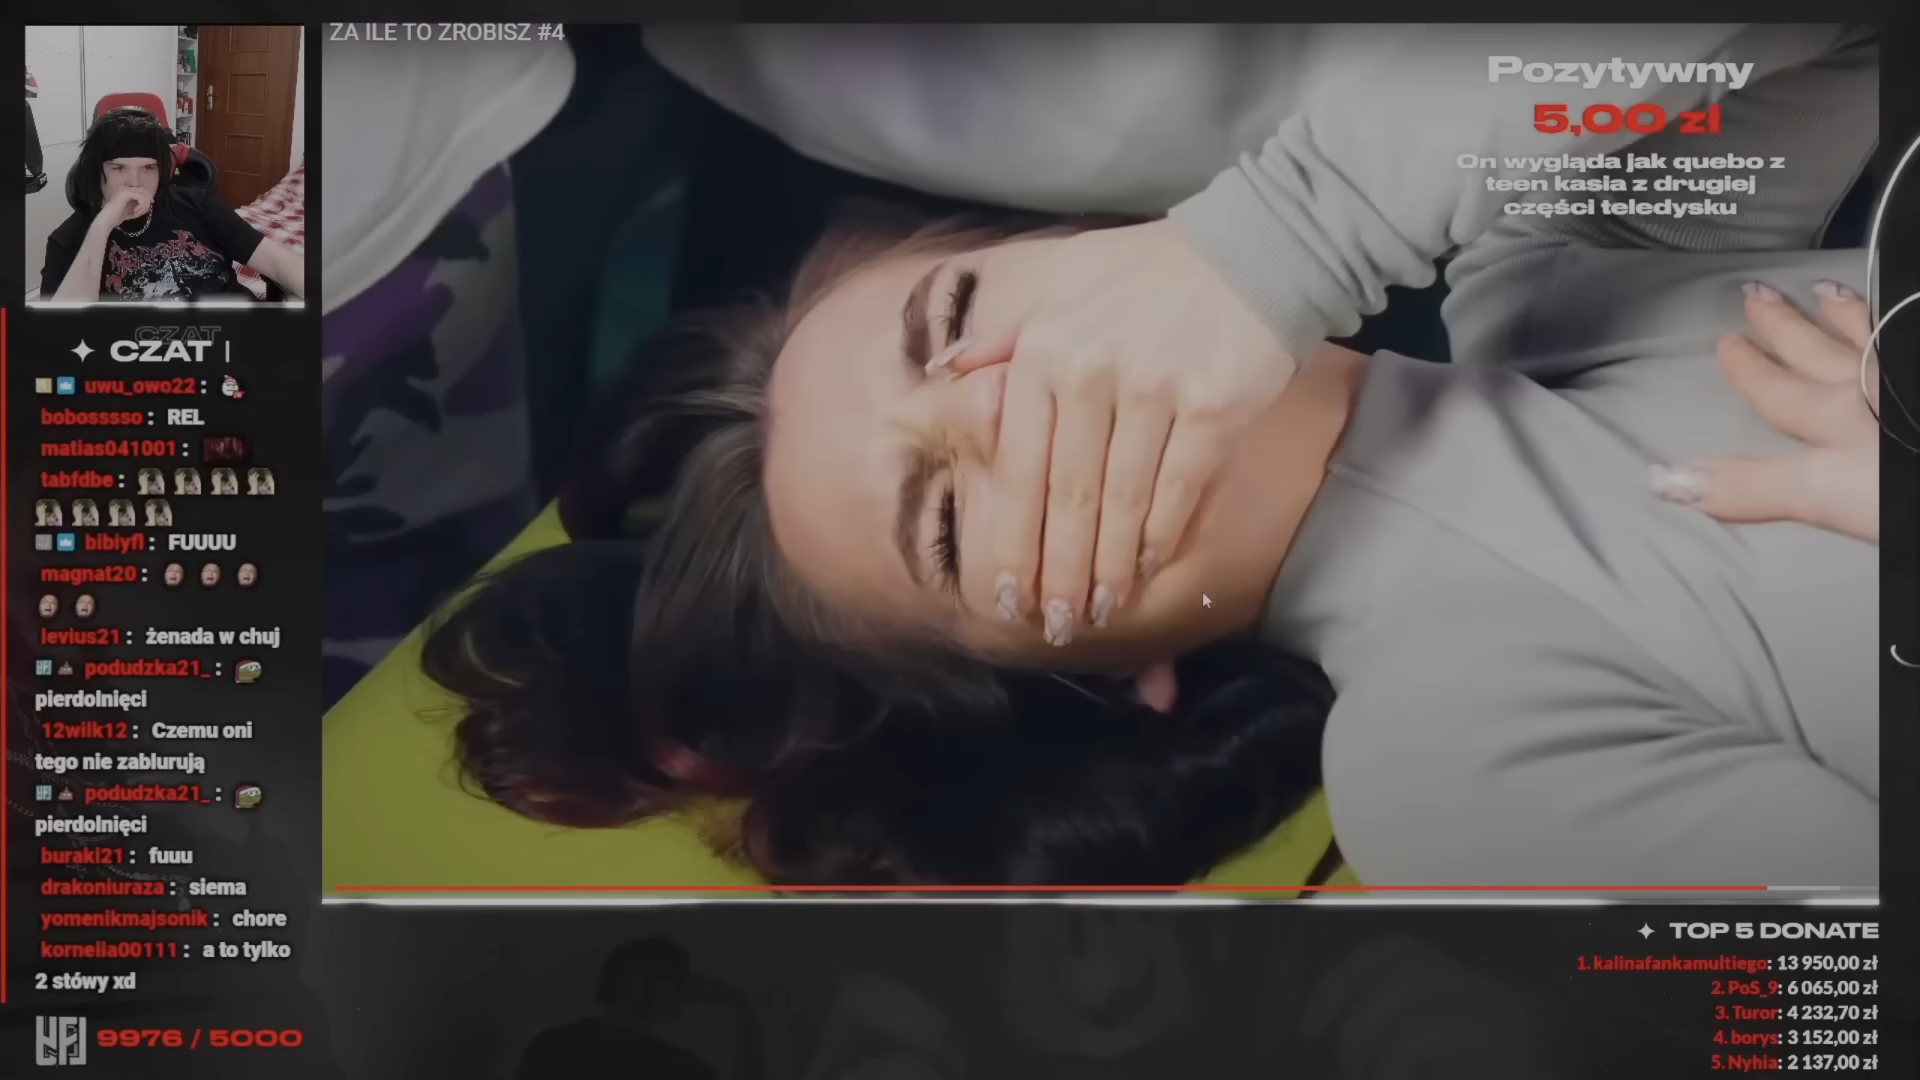 ZA ILE TO ZROBISZ #4
Pozytywny
5,00 zł
On wygląda jak quebo z
teen kasia z drugiej
części teledysku
CZAT
✦ CZAT |
uwu_owo22 :
bobosssso : REL
matias041001 :
tabfdbe :
bibiyfl : FUUUU
magnat20 :
levius21 : żenada w chuj
podudzka21_ :
pierdolnięci
12wilk12 : Czemu oni
tego nie zablurują
podudzka21_ :
pierdolnięci
buraki21 : fuuu
drakoniuraza : siema
yomenikmajsonik : chore
kornelia00111 : a to tylko
2 stówy xd
9976 / 5000
✦ TOP 5 DONATE
1. kalinafankamultiego: 13 950,00 zł
2. PoS_9: 6 065,00 zł
3. Turor: 4 232,70 zł
4. borys: 3 152,00 zł
5. Nyhia: 2 137,00 zł